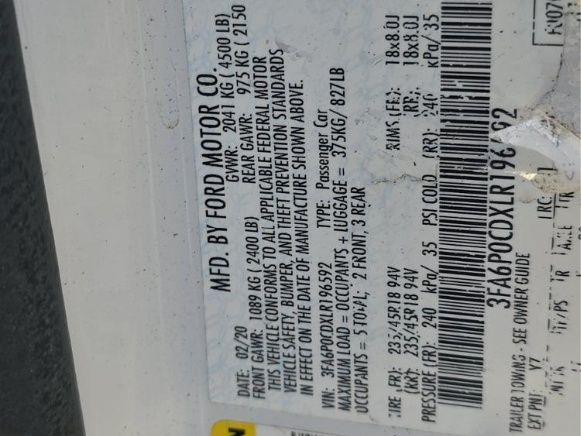 MFD. BY FORD MOTOR CO.
DATE: 02/20 GVWR: 2041 KG ( 4500 LB)
FRONT GAWR: 1089 KG ( 2400 LB) REAR GAWR: 975 KG ( 2150
THIS VEHICLE CONFORMS TO ALL APPLICABLE FEDERAL MOTOR
VEHICLE SAFETY, BUMPER, AND THEFT PREVENTION STANDARDS
IN EFFECT ON THE DATE OF MANUFACTURE SHOWN ABOVE.
VIN: 3FA6P0CDXLR196592 TYPE: Passenger Car
MAXIMUM LOAD = OCCUPANTS + LUGGAGE = 375KG/ 827LB
OCCUPANTS = 5 TOTAL; 2 FRONT, 3 REAR
TIRE (FR): 235/45R18 94V RIMS (FR): 18x8.0J
(RR): 235/45R18 94V (RR): 18x8.0J
PRESSURE (FR): 240 kPa/ 35 PSI COLD (RR): 240 kPa/ 35
3FA6P0CDXLR196592
TRAILER TOWING - SEE OWNER GUIDE
EXT PNT: YZ